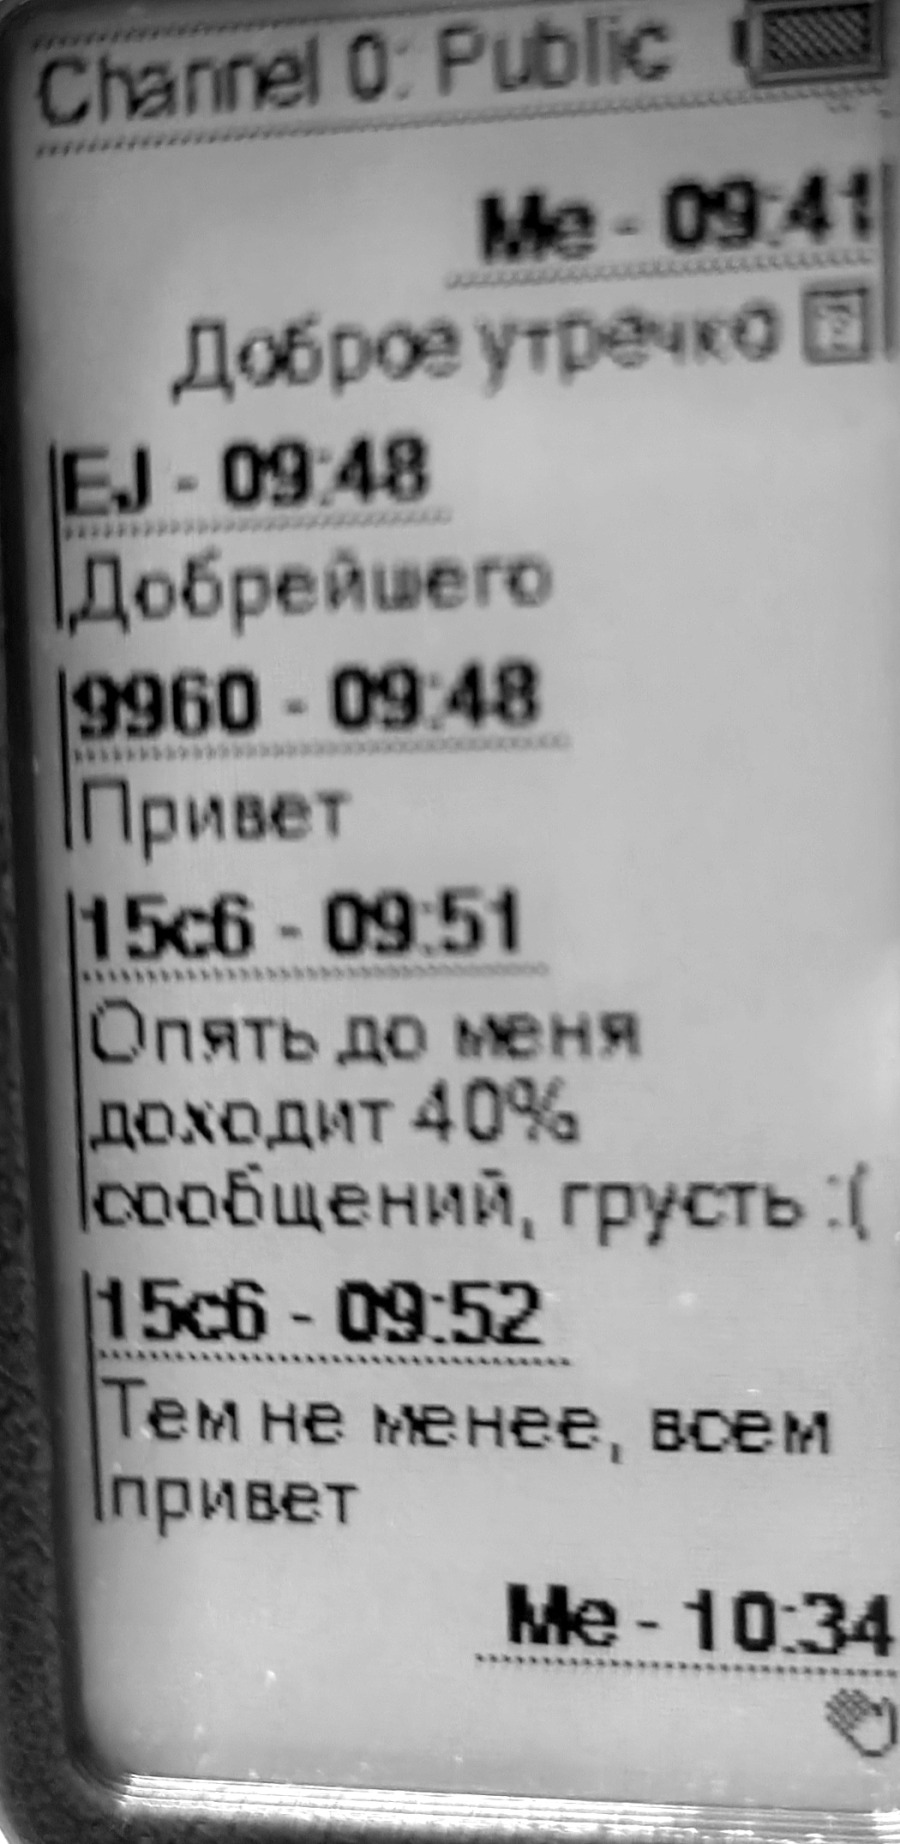 Channel 0: Public
Me - 09:41
Доброе утречко
EJ - 09:48
Добрейшего
9960 - 09:48
Привет
15c6 - 09:51
Опять до меня
доходит 40%
сообщений, грусть :(
15c6 - 09:52
Тем не менее, всем
привет
Me - 10:34